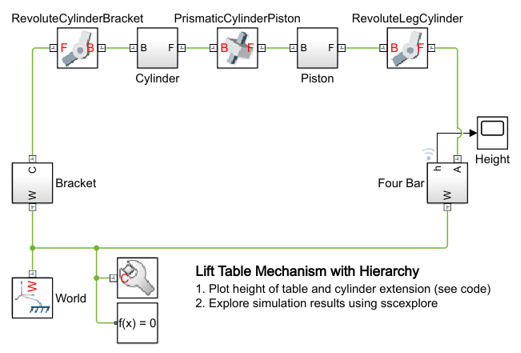 RevoluteCylinderBracket PrismaticCylinderPiston RevoluteLegCylinder
F B B F B F B F B F
Cylinder Piston
Height
C h A
Bracket Four Bar
W W
W World
C
f(x) = 0
Lift Table Mechanism with Hierarchy
1. Plot height of table and cylinder extension (see code)
2. Explore simulation results using sscexplore